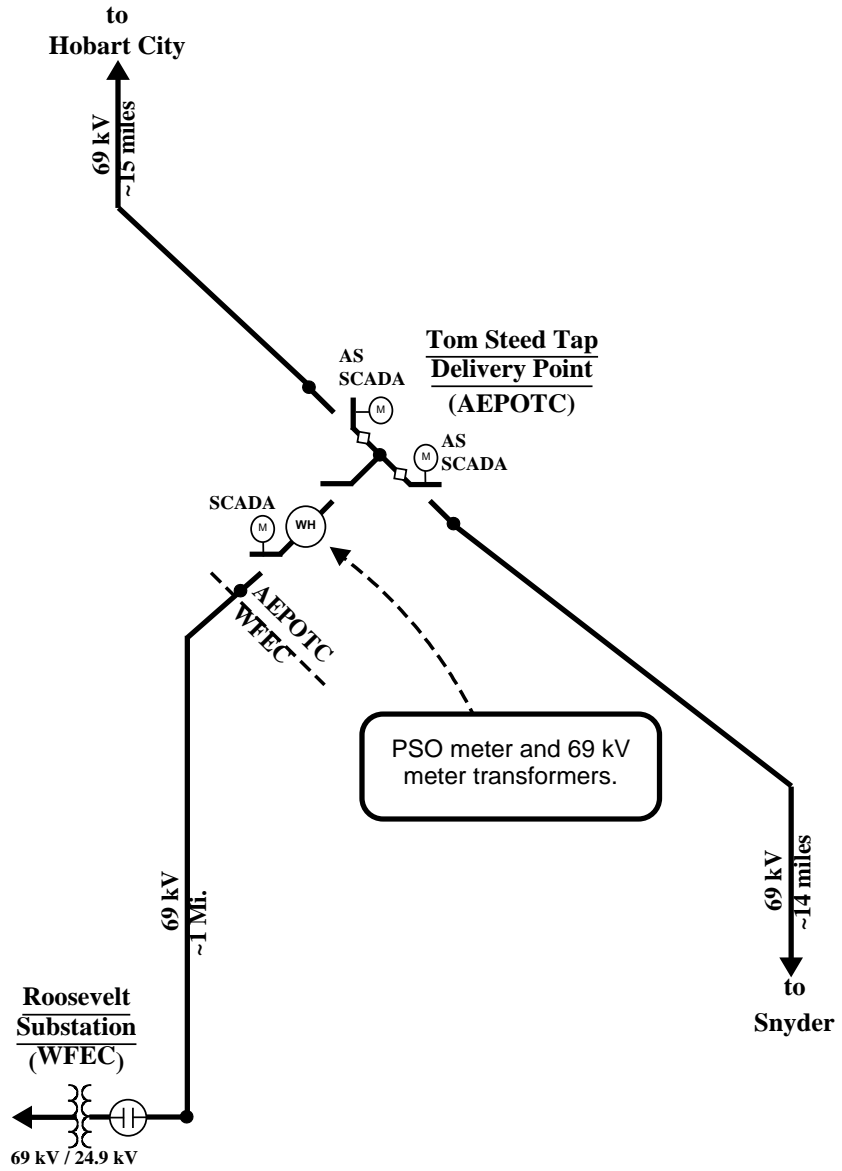 to
Hobart City
69 kV
~15 miles
Tom Steed Tap
Delivery Point
(AEPOTC)
AS
SCADA
M
AS
SCADA
M
SCADA
M
WH
AEPOTC
WFEC
PSO meter and 69 kV
meter transformers.
69 kV
~1 Mi.
69 kV
~14 miles
to
Snyder
Roosevelt
Substation
(WFEC)
69 kV / 24.9 kV